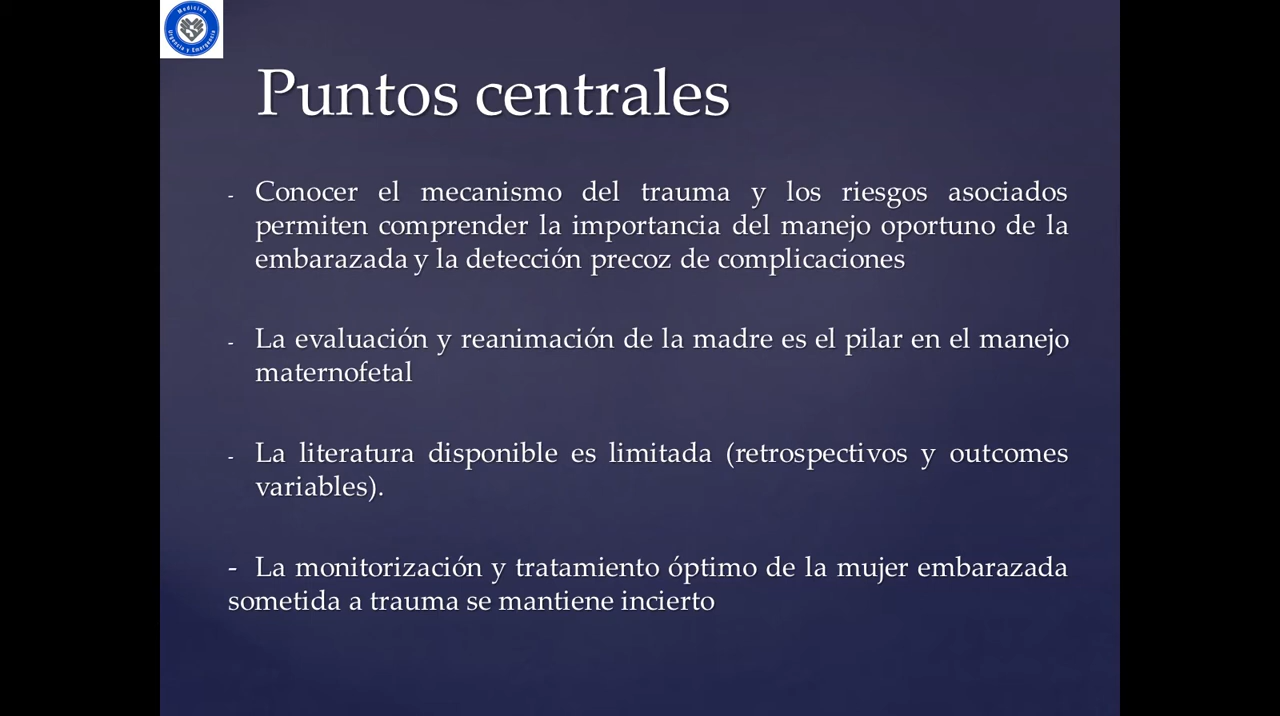 Medicina
Urgencia y Emergencia
Puntos centrales
- Conocer el mecanismo del trauma y los riesgos asociados
permiten comprender la importancia del manejo oportuno de la
embarazada y la detección precoz de complicaciones
- La evaluación y reanimación de la madre es el pilar en el manejo
maternofetal
- La literatura disponible es limitada (retrospectivos y outcomes
variables).
- La monitorización y tratamiento óptimo de la mujer embarazada
sometida a trauma se mantiene incierto